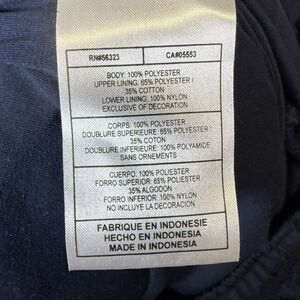 RN#56323 CA#05553
BODY: 100% POLYESTER
UPPER LINING: 65% POLYESTER /
35% COTTON
LOWER LINING: 100% NYLON
EXCLUSIVE OF DECORATION
CORPS: 100% POLYESTER
DOUBLURE SUPERIEURE: 65% POLYESTER
35% COTON
DOUBLURE INFERIEURE: 100% POLYAMIDE
SANS ORNEMENTS
CUERPO: 100% POLIESTER
FORRO SUPERIOR: 65% POLIESTER
35% ALGODON
FORRO INFERIOR: 100% NYLON
NO INCLUYE LA DECORACION
FABRIQUE EN INDONESIE
HECHO EN INDONESIA
MADE IN INDONESIA